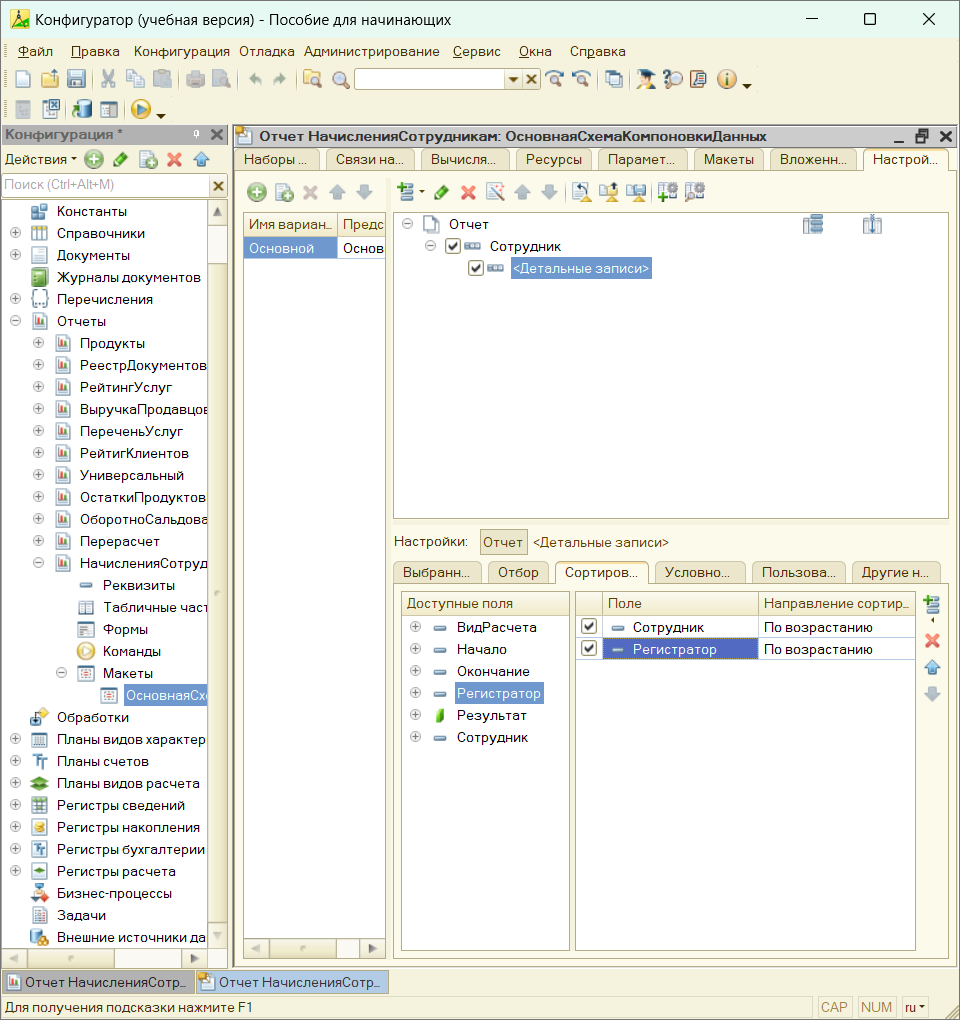 Конфигуратор (учебная версия) - Пособие для начинающих
Файл Правка Конфигурация Отладка Администрирование Сервис Окна Справка
Конфигурация *
Действия
Поиск (Ctrl+Alt+M)
Константы
Справочники
Документы
Журналы документов
Перечисления
Отчеты
Продукты
РеестрДокументов
РейтингУслуг
ВыручкаПродавцов
ПереченьУслуг
РейтигКлиентов
Универсальный
ОстаткиПродуктов
ОборотноСальдова
Перерасчет
НачисленияСотруд
Реквизиты
Табличные част
Формы
Команды
Макеты
ОсновнаяСхе
Обработки
Планы видов характер
Планы счетов
Планы видов расчета
Регистры сведений
Регистры накопления
Регистры бухгалтерии
Регистры расчета
Бизнес-процессы
Задачи
Внешние источники да
Отчет НачисленияСотрудникам: ОсновнаяСхемаКомпоновкиДанных
Наборы ... Связи на... Вычисля... Ресурсы Парамет... Макеты Вложенн... Настрой...
Имя вариан... Предс
Основной Основ
Отчет
Сотрудник
<Детальные записи>
Настройки: Отчет <Детальные записи>
Выбранн... Отбор Сортиров... Условно... Пользова... Другие н...
Доступные поля
ВидРасчета
Начало
Окончание
Регистратор
Результат
Сотрудник
Поле Направление сортир...
Сотрудник По возрастанию
Регистратор По возрастанию
Отчет НачисленияСотр... Отчет НачисленияСотр...
Для получения подсказки нажмите F1 CAP NUM ru